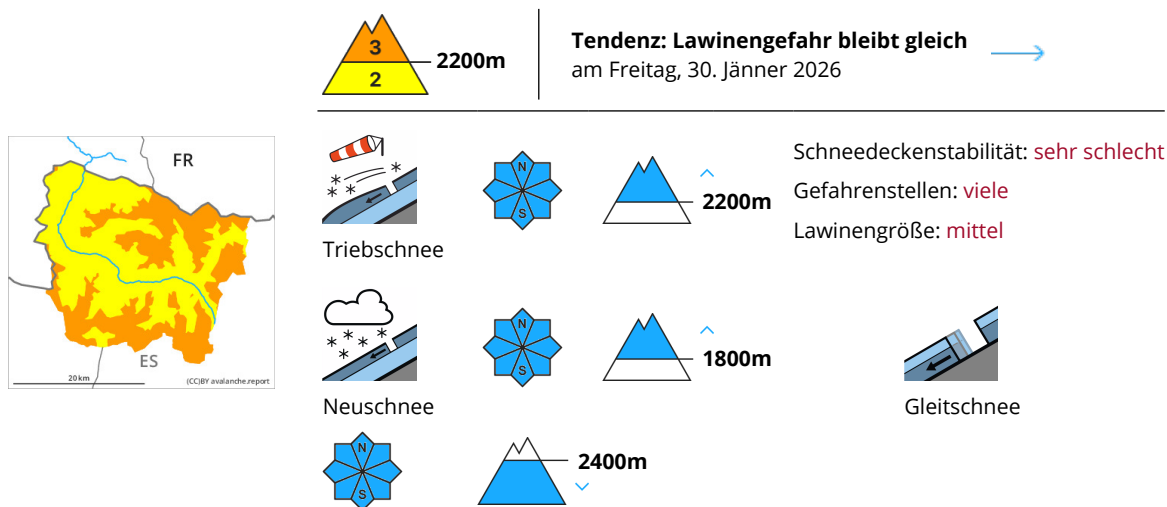 3
2
2200m
Tendenz: Lawinengefahr bleibt gleich
am Freitag, 30. Jänner 2026
FR
ES
20 km
(CC)BY avalanche.report
N
S
2200m
Triebschnee
Schneedeckenstabilität: sehr schlecht
Gefahrenstellen: viele
Lawinengröße: mittel
N
S
1800m
Neuschnee
Gleitschnee
N
S
2400m